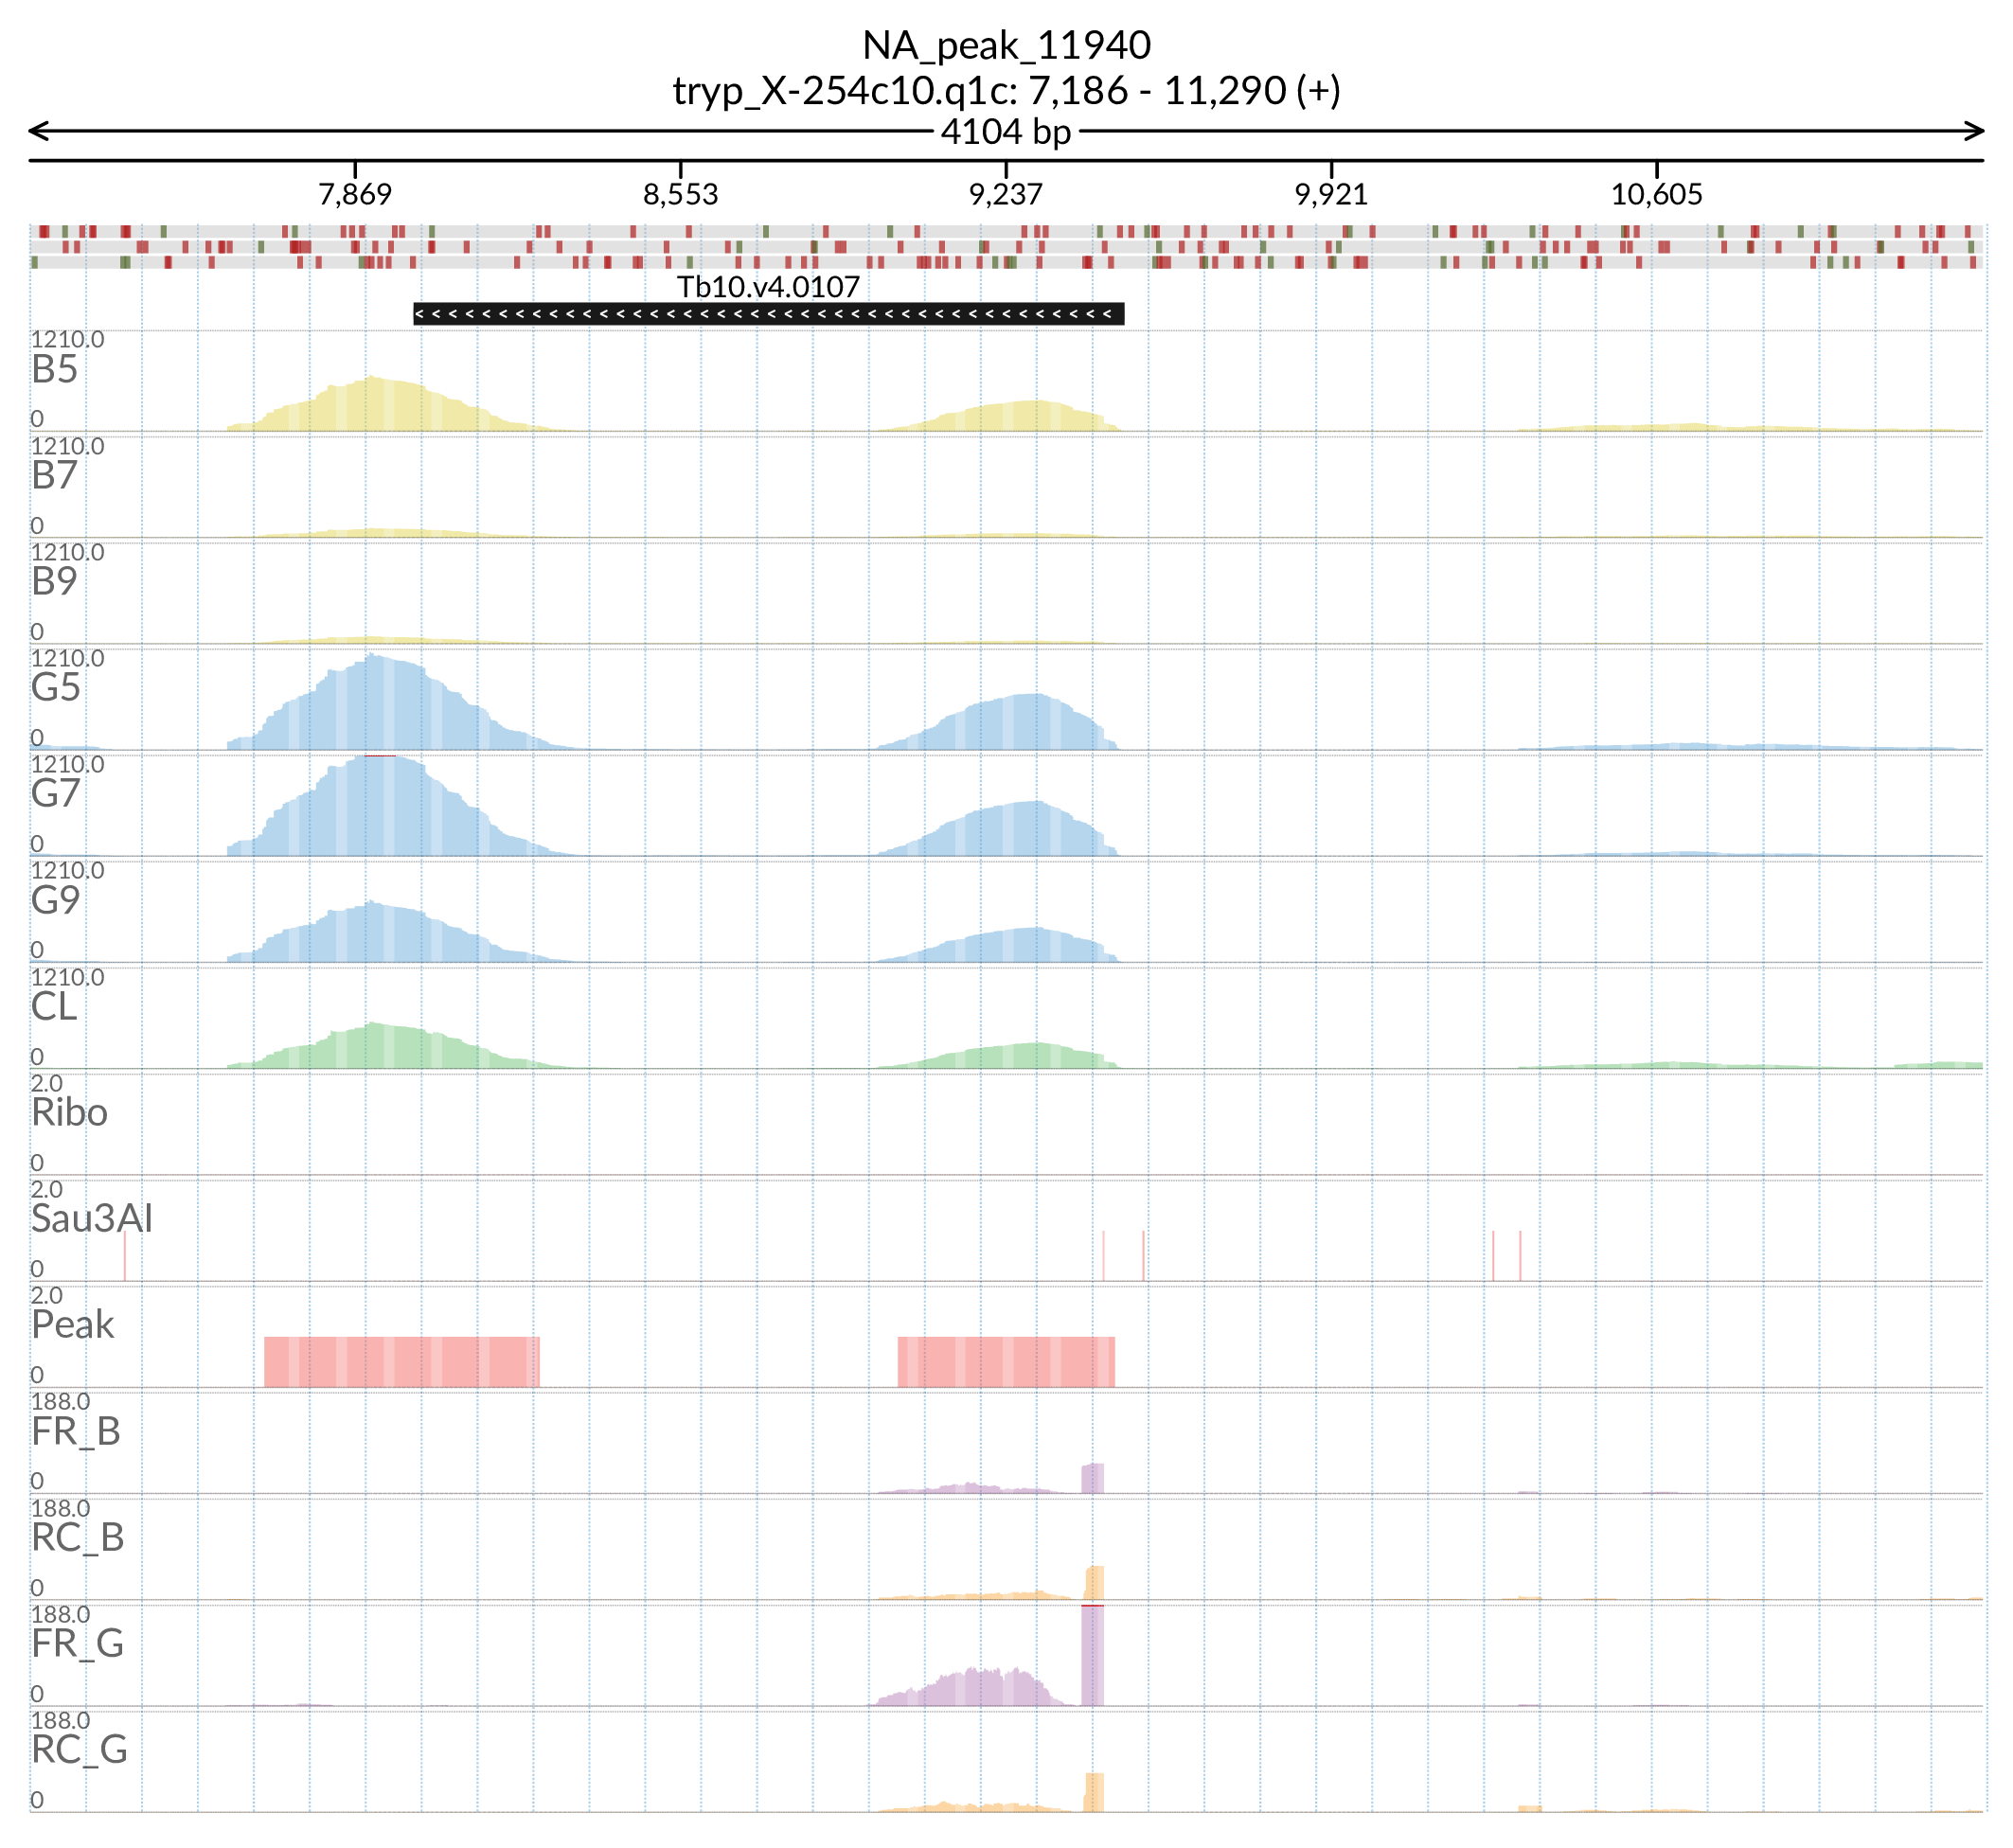 NA_peak_11940
tryp_X-254c10.q1c: 7,186 - 11,290 (+)
4104 bp
7,869 8,553 9,237 9,921 10,605
Tb10.v4.0107
1210.0
B5
0
1210.0
B7
0
1210.0
B9
0
1210.0
G5
0
1210.0
G7
0
1210.0
G9
0
1210.0
CL
0
2.0
Ribo
0
2.0
Sau3AI
0
2.0
Peak
0
188.0
FR_B
0
188.0
RC_B
0
188.0
FR_G
0
188.0
RC_G
0